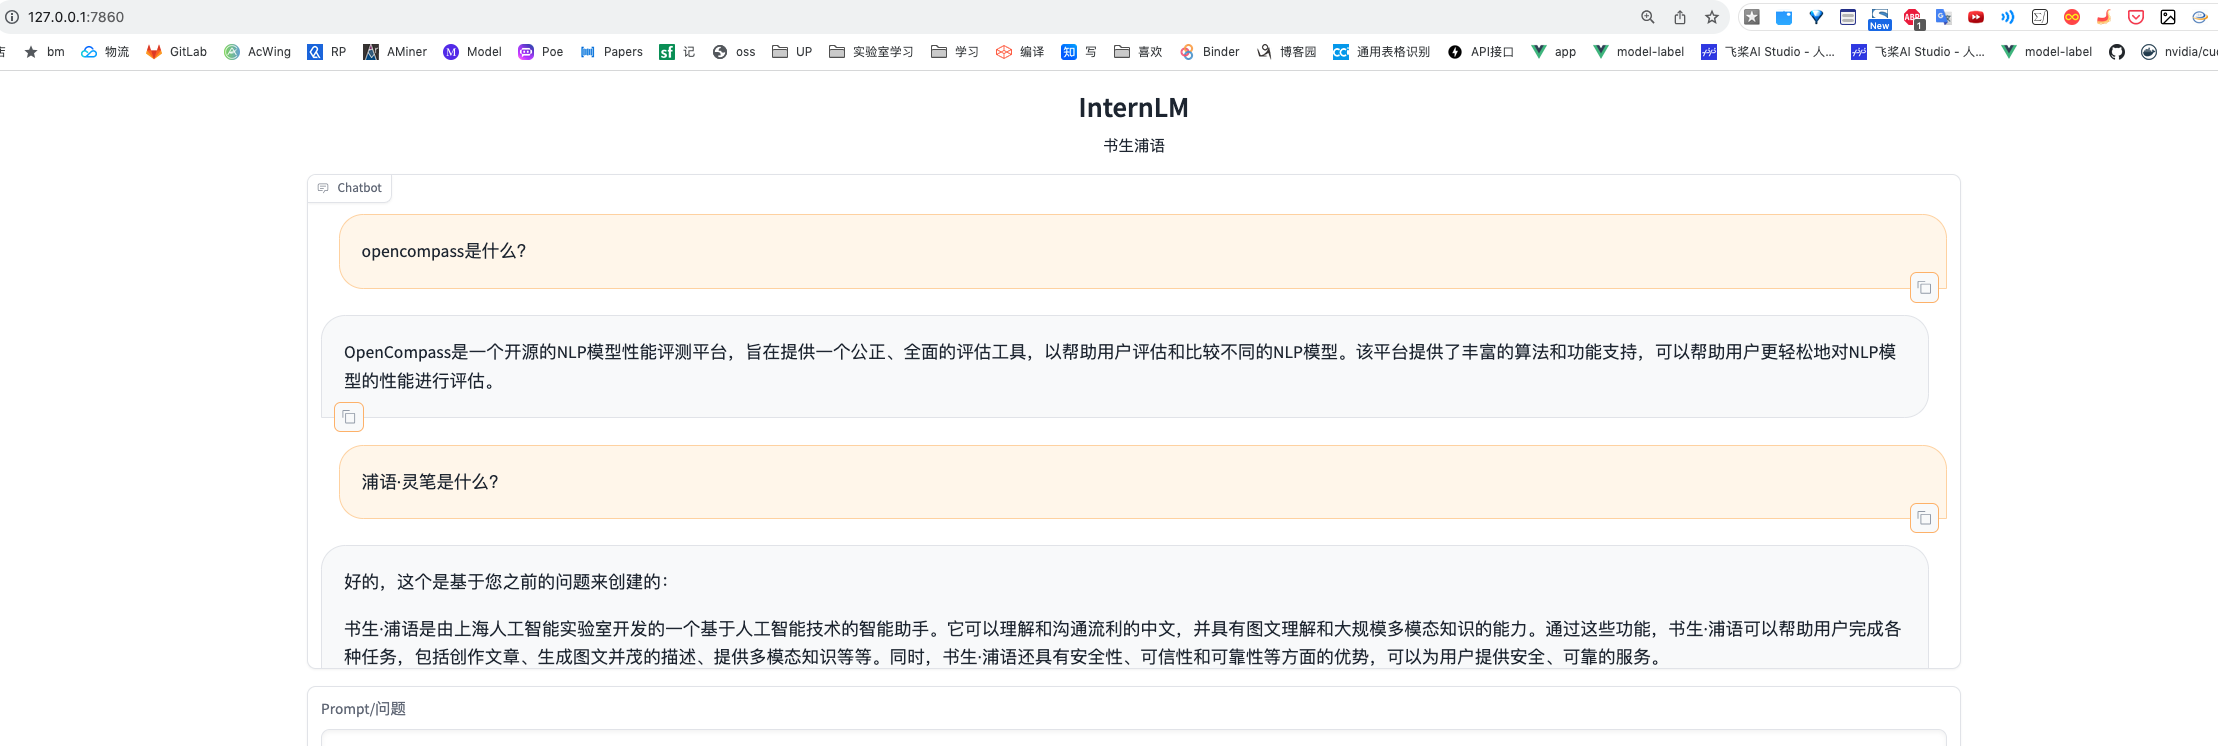 127.0.0.1:7860
New
ABP
1
bm 物流 GitLab AcWing RP AMiner Model Poe Papers 记 oss UP 实验室学习 学习 编译 写 喜欢 Binder 博客园 通用表格识别 API接口 app model-label 飞桨AI Studio - 人... 飞桨AI Studio - 人... model-label nvidia/cu
InternLM
书生浦语
Chatbot
opencompass是什么?
OpenCompass是一个开源的NLP模型性能评测平台，旨在提供一个公正、全面的评估工具，以帮助用户评估和比较不同的NLP模型。该平台提供了丰富的算法和功能支持，可以帮助用户更轻松地对NLP模
型的性能进行评估。
浦语·灵笔是什么?
好的，这个是基于您之前的问题来创建的：
书生·浦语是由上海人工智能实验室开发的一个基于人工智能技术的智能助手。它可以理解和沟通流利的中文，并具有图文理解和大规模多模态知识的能力。通过这些功能，书生·浦语可以帮助用户完成各
种任务，包括创作文章、生成图文并茂的描述、提供多模态知识等等。同时，书生·浦语还具有安全性、可信性和可靠性等方面的优势，可以为用户提供安全、可靠的服务。
Prompt/问题